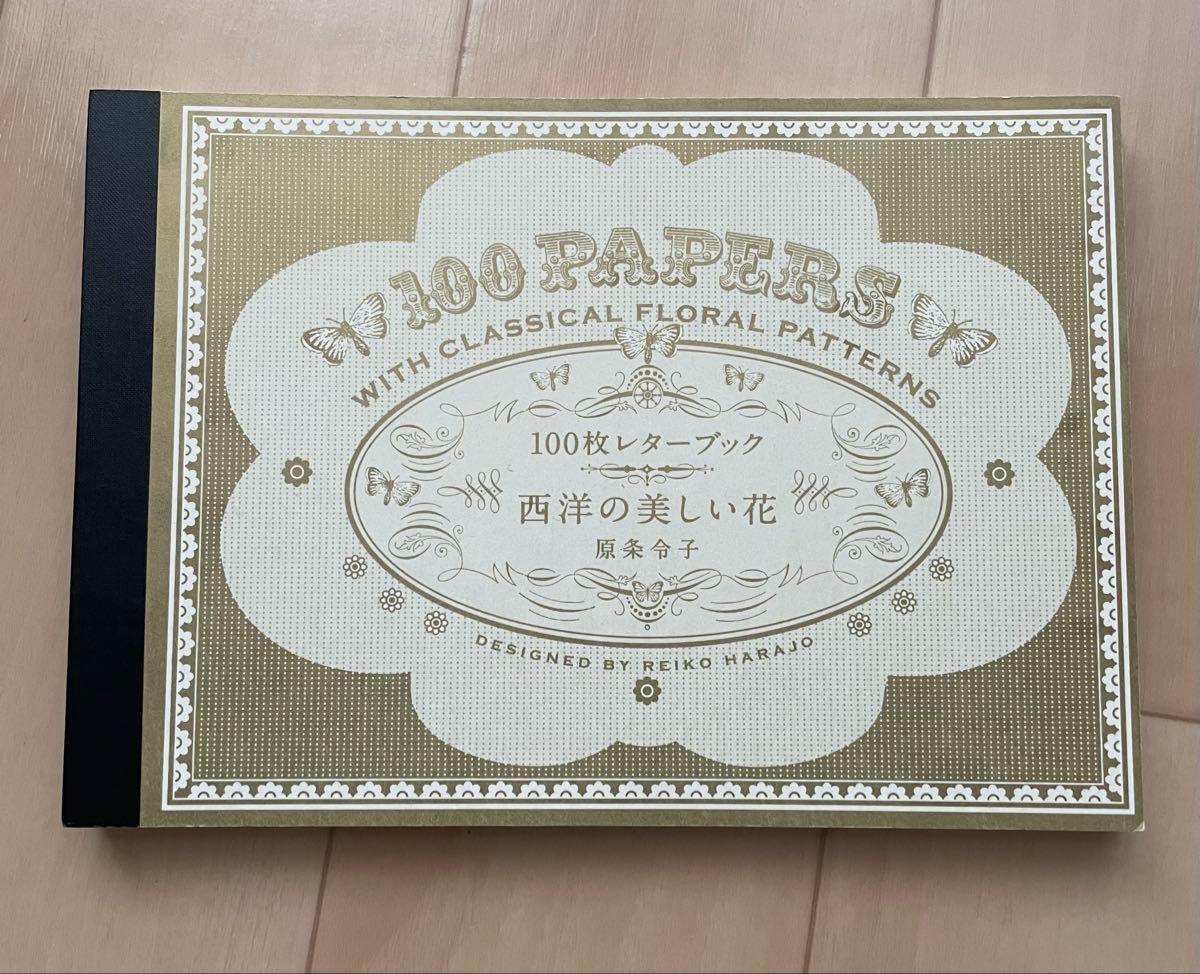 100 PAPERS
WITH CLASSICAL FLORAL PATTERNS
100枚レターブック
西洋の美しい花
原条令子
DESIGNED BY REIKO HARAJO